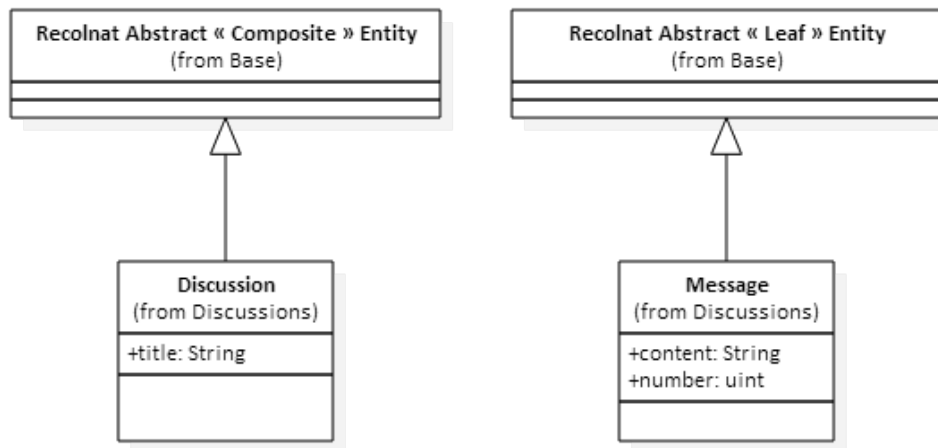 Recolnat Abstract « Composite » Entity
(from Base)
Recolnat Abstract « Leaf » Entity
(from Base)
Discussion
(from Discussions)
+title: String
Message
(from Discussions)
+content: String
+number: uint